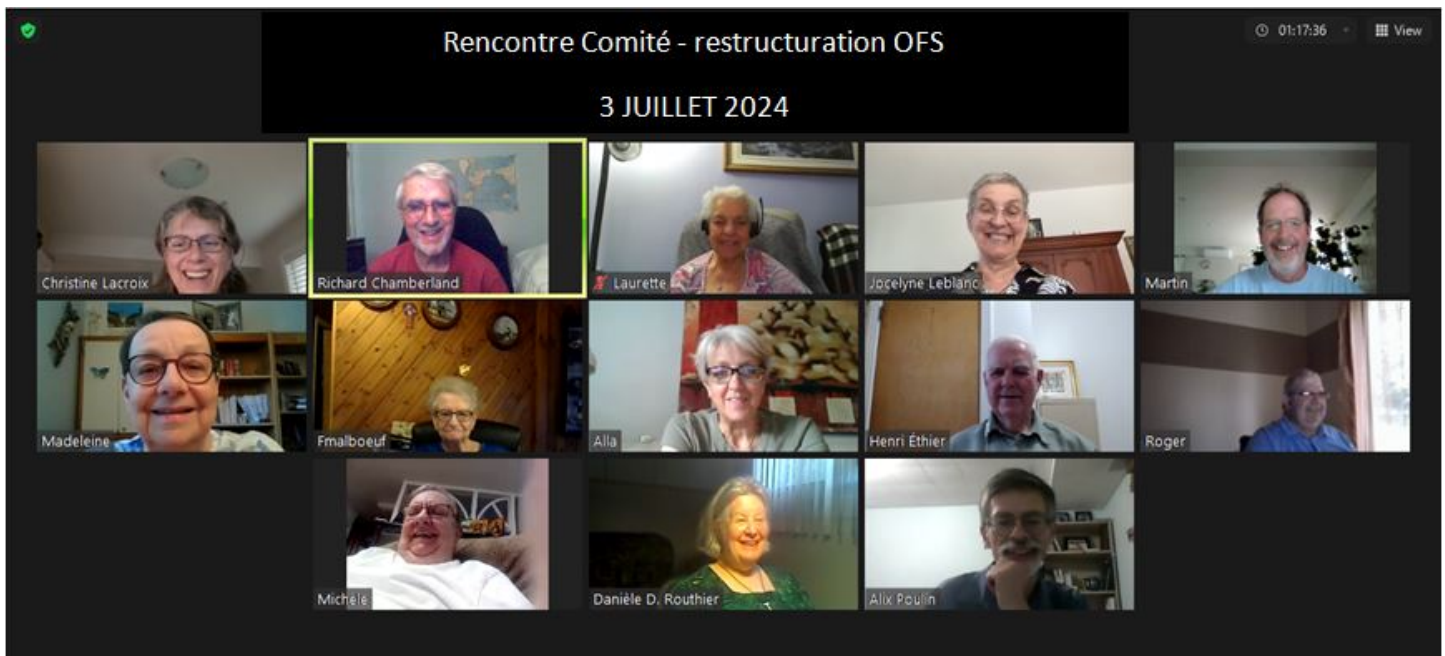 Rencontre Comité - restructuration OFS
01:17:36
View
3 JUILLET 2024
Christine Lacroix
Richard Chamberland
Laurette
Jocelyne Leblanc
Martin
Madeleine
Fmalboeuf
Alla
Henri Éthier
Roger
Michele
Danièle D. Routhier
Alix Poulin